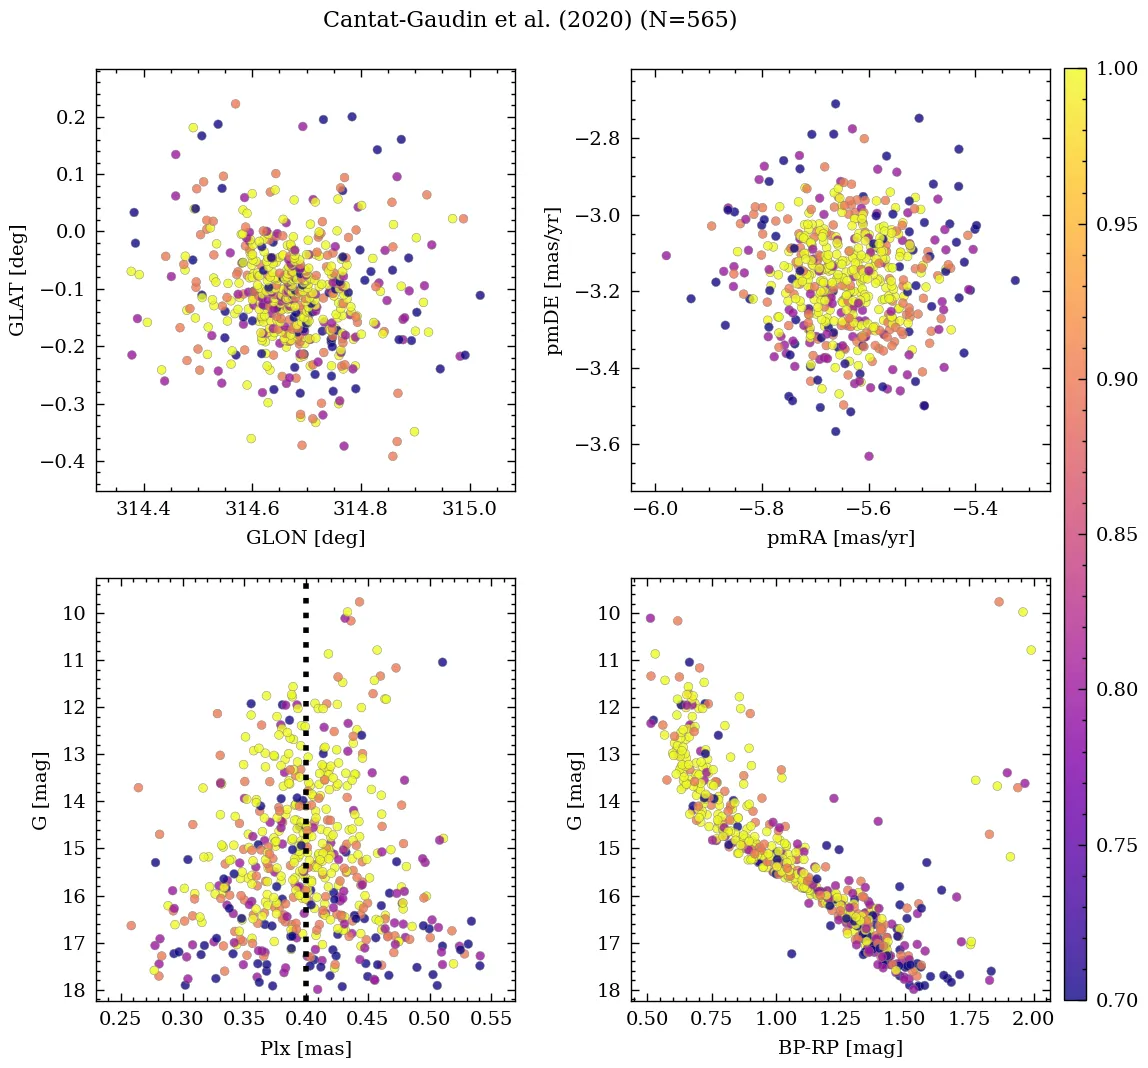 Cantat-Gaudin et al. (2020) (N=565)
0.2
0.1
0.0
−0.1
−0.2
−0.3
−0.4
GLAT [deg]
314.4 314.6 314.8 315.0
GLON [deg]
−2.8
−3.0
−3.2
−3.4
−3.6
pmDE [mas/yr]
−6.0 −5.8 −5.6 −5.4
pmRA [mas/yr]
10
11
12
13
14
15
16
17
18
G [mag]
0.25 0.30 0.35 0.40 0.45 0.50 0.55
Plx [mas]
10
11
12
13
14
15
16
17
18
G [mag]
0.50 0.75 1.00 1.25 1.50 1.75 2.00
BP-RP [mag]
1.00
0.95
0.90
0.85
0.80
0.75
0.70